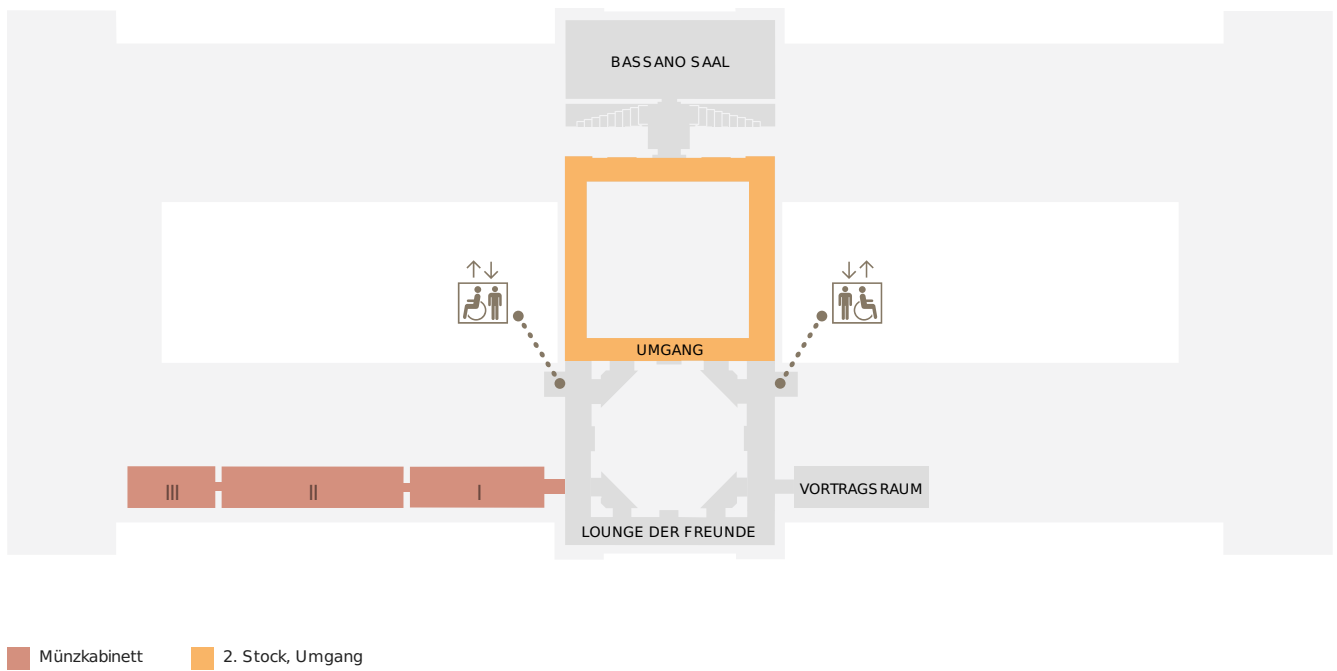 BASSANO SAAL
UMGANG
III
II
I
VORTRAGSRAUM
LOUNGE DER FREUNDE
Münzkabinett
2. Stock, Umgang